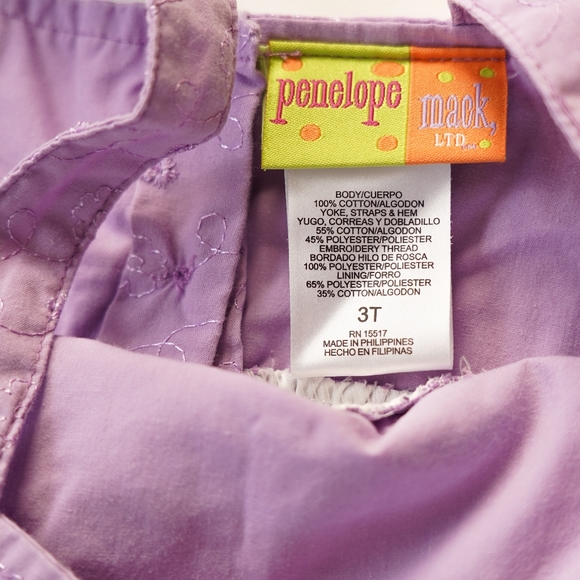 penelope
mack,
LTD.
BODY/CUERPO
100% COTTON/ALGODON
YOKE, STRAPS & HEM
YUGO, CORREAS Y DOBLADILLO
55% COTTON/ALGODON
45% POLYESTER/POLIESTER
EMBROIDERY THREAD
BORDADO HILO DE ROSCA
100% POLYESTER/POLIESTER
LINING/FORRO
65% POLYESTER/POLIESTER
35% COTTON/ALGODON
3T
RN 15517
MADE IN PHILIPPINES
HECHO EN FILIPINAS